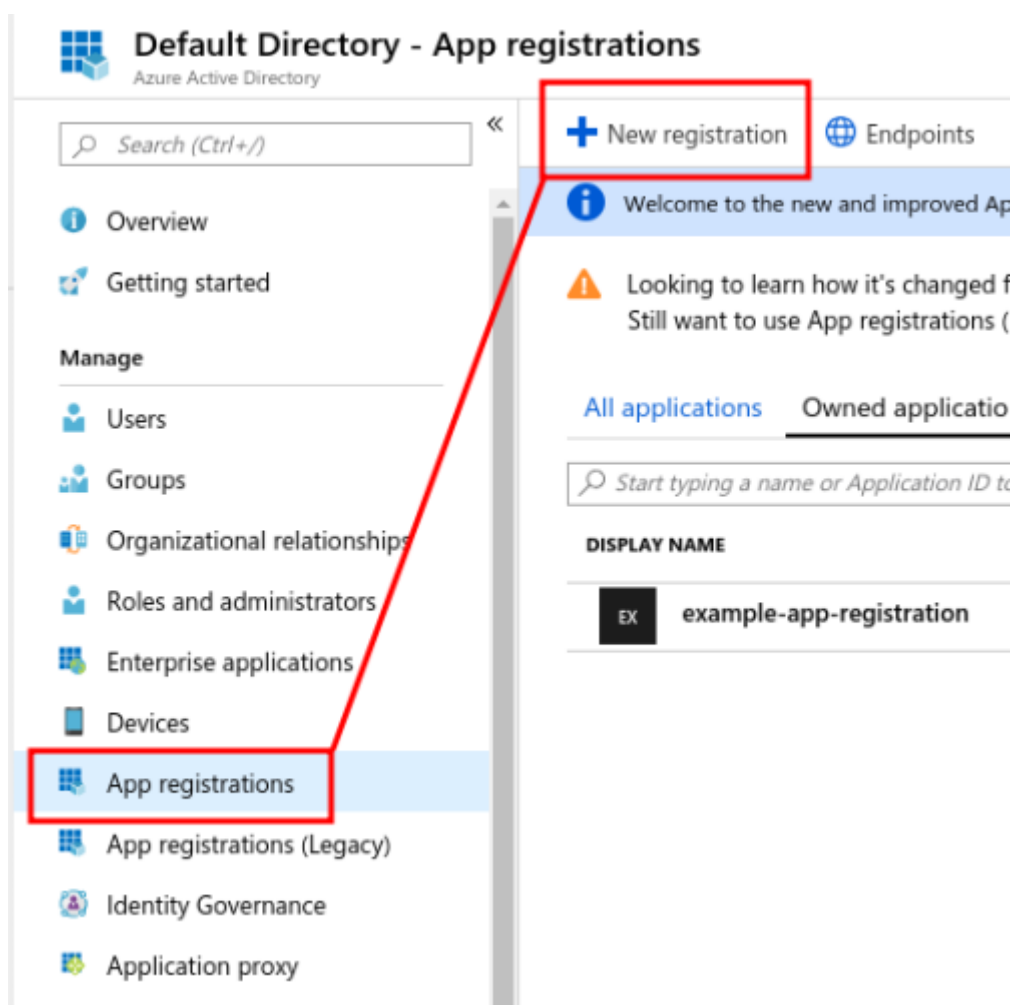 Default Directory - App registrations
Azure Active Directory
Search (Ctrl+/)
«
Overview
Getting started
Manage
Users
Groups
Organizational relationships
Roles and administrators
Enterprise applications
Devices
App registrations
App registrations (Legacy)
Identity Governance
Application proxy
New registration Endpoints
Welcome to the new and improved Ap
Looking to learn how it's changed f
Still want to use App registrations (
All applications Owned applicatio
Start typing a name or Application ID to
DISPLAY NAME
EX example-app-registration